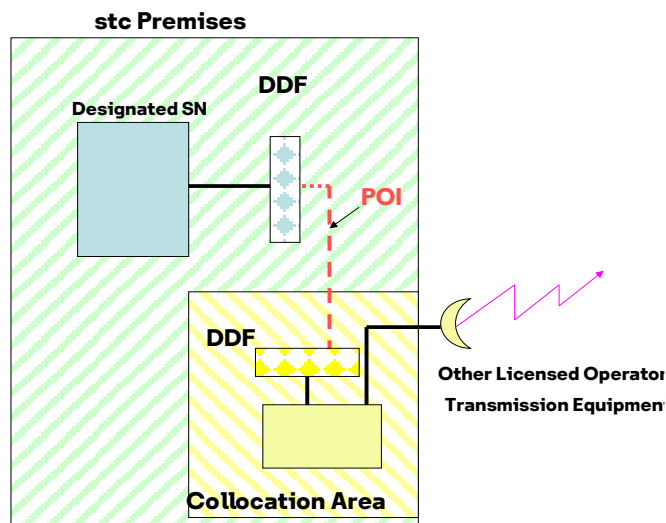 stc Premises
DDF
Designated SN
POI
DDF
Other Licensed Operator
Transmission Equipment
Collocation Area